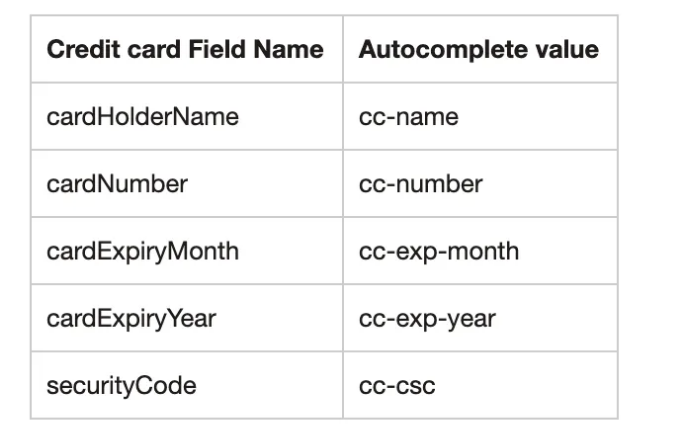 Credit card Field Name Autocomplete value
cardHolderName cc-name
cardNumber cc-number
cardExpiryMonth cc-exp-month
cardExpiryYear cc-exp-year
securityCode cc-csc